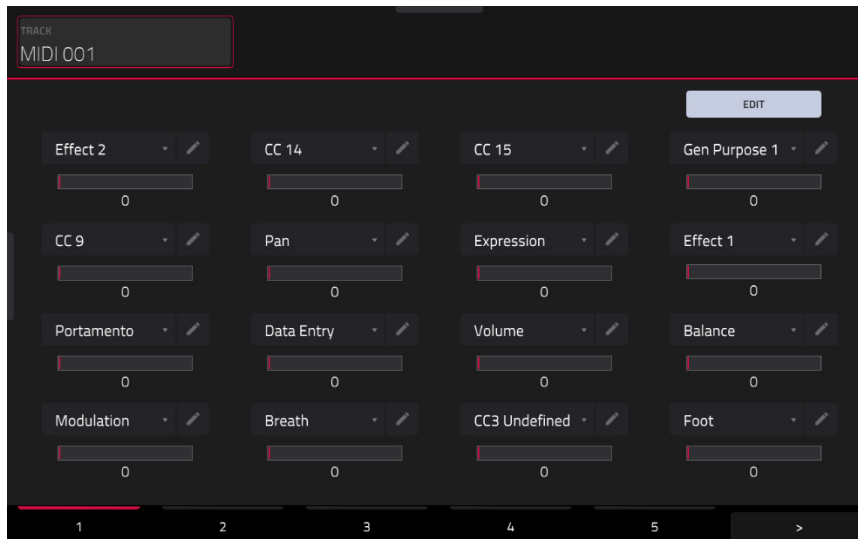 TRACK
MIDI 001
EDIT
Effect 2 CC 14 CC 15 Gen Purpose 1
0 0 0 0
CC 9 Pan Expression Effect 1
0 0 0 0
Portamento Data Entry Volume Balance
0 0 0 0
Modulation Breath CC3 Undefined Foot
0 0 0 0
1 2 3 4 5 >